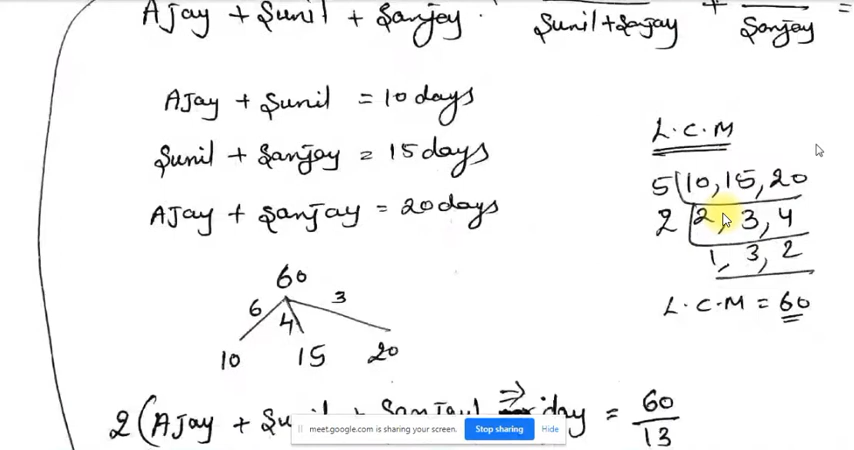 Ajay + Sunil + Sanjay.
Sunil + Sanjay + Sanjay =
Ajay + Sunil = 10 days
Sunil + Sanjay = 15 days
Ajay + Sanjay = 20 days
L.C.M
5 10, 15, 20
2 2, 3, 4
1, 3, 2
L.C.M = 60
60
6 4 3
10 15 20
2 (Ajay + Su + Sanjay) ⇒ day = 60/13
meet.google.com is sharing your screen. Stop sharing Hide